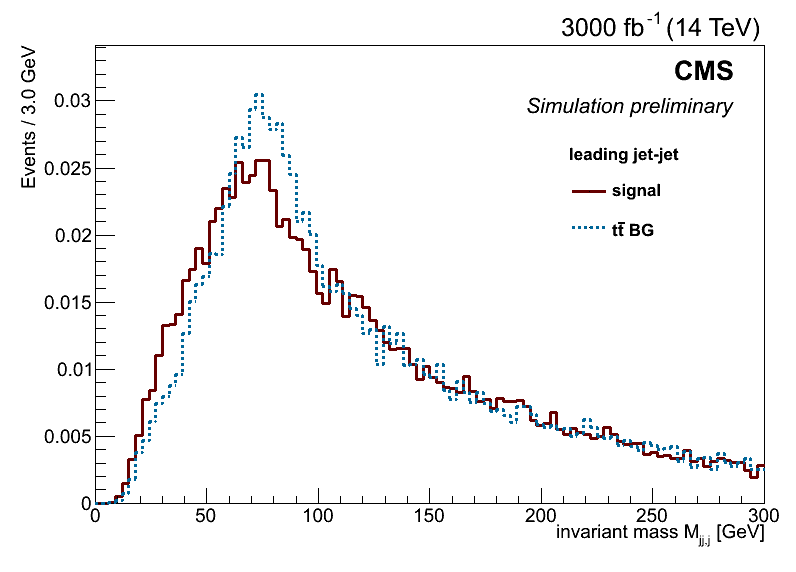 3000 fb⁻¹ (14 TeV)
CMS
Simulation preliminary
leading jet-jet
signal
tt̄ BG
Events / 3.0 GeV
0.03
0.025
0.02
0.015
0.01
0.005
0
0 50 100 150 200 250 300
invariant mass M_jj,j [GeV]